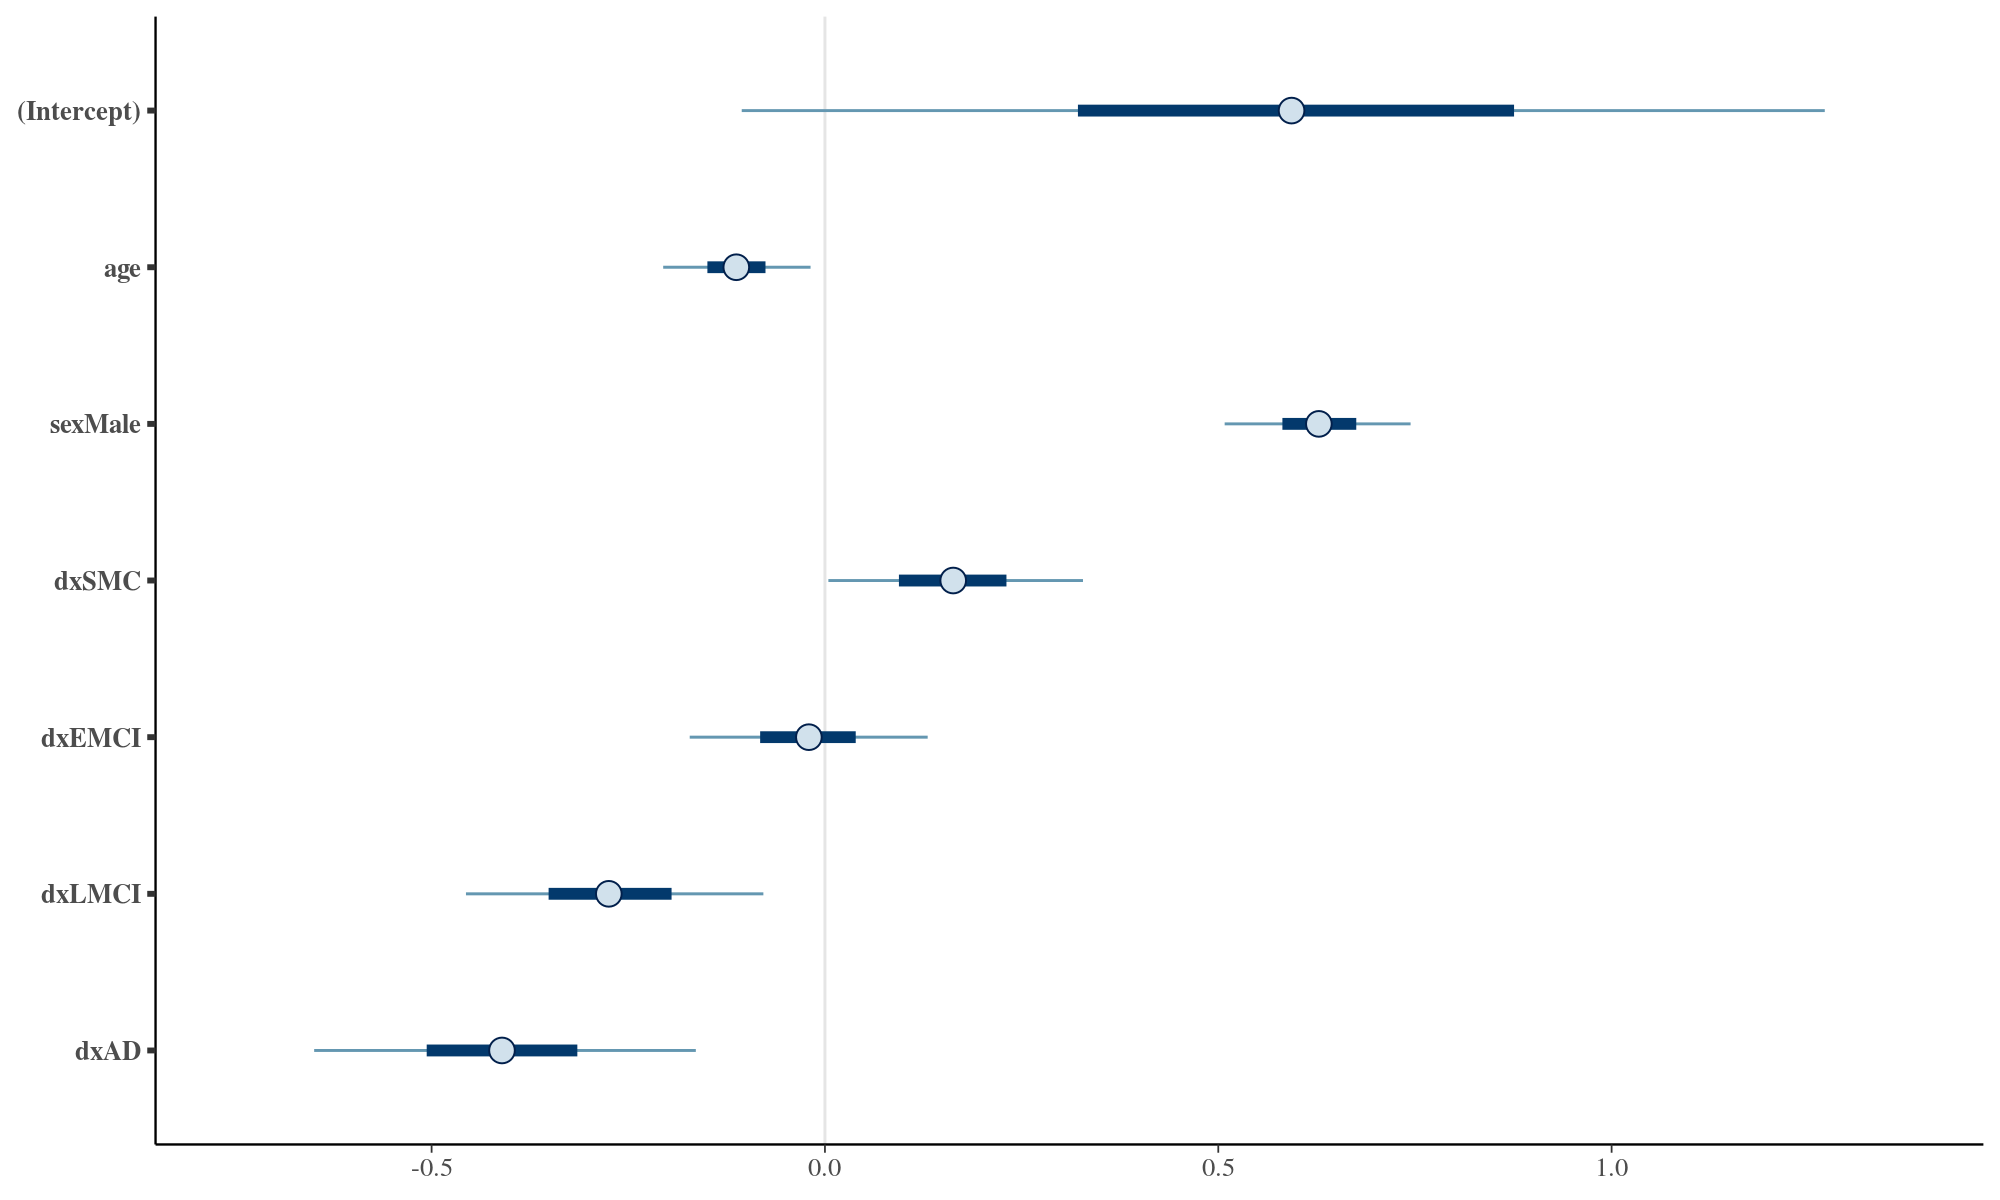 (Intercept)
age
sexMale
dxSMC
dxEMCI
dxLMCI
dxAD
-0.5 0.0 0.5 1.0